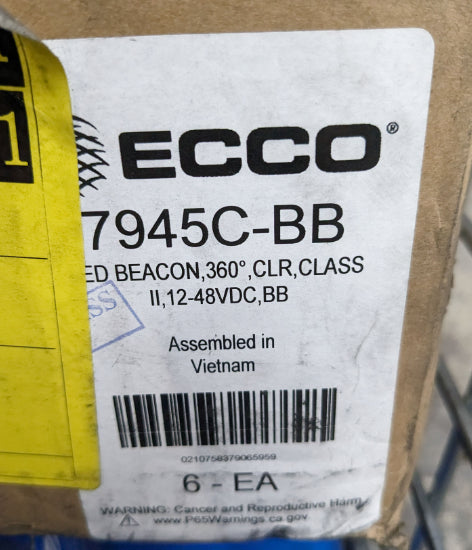 1
ECCO®
7945C-BB
ED BEACON,360°,CLR,CLASS
II,12-48VDC,BB
Assembled in
Vietnam
0210758379065959
6 - EA
WARNING: Cancer and Reproductive Harm
www.P65Warnings.ca.gov